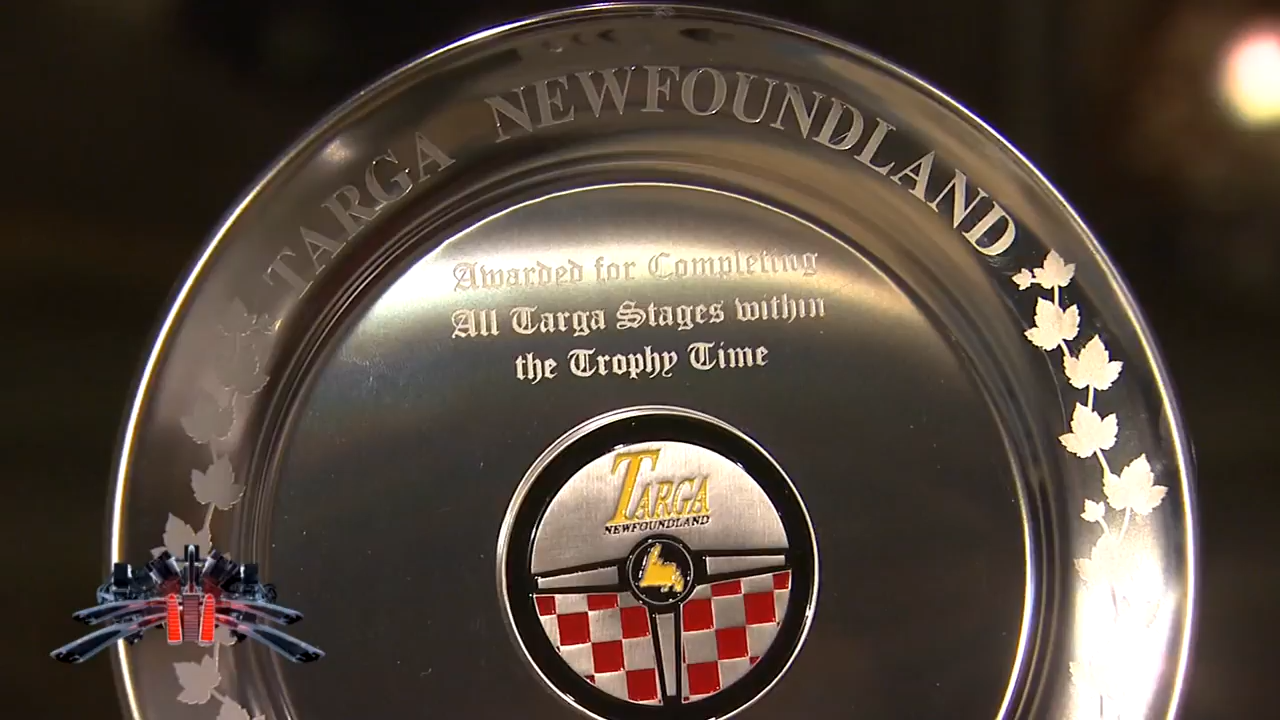 TARGA NEWFOUNDLAND
Awarded for Completing
All Targa Stages within
the Trophy Time
TARGA
NEWFOUNDLAND